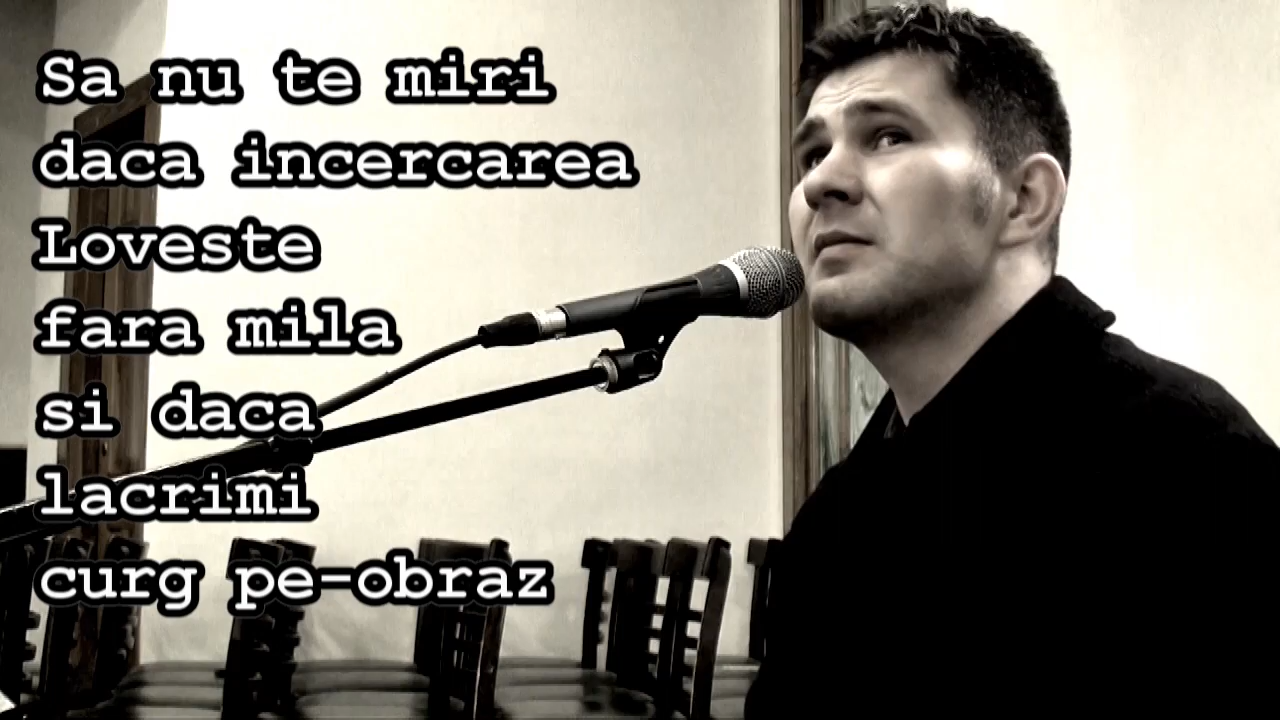 Sa nu te miri
daca incercarea
Loveste
fara mila
si daca
lacrimi
curg pe-obraz